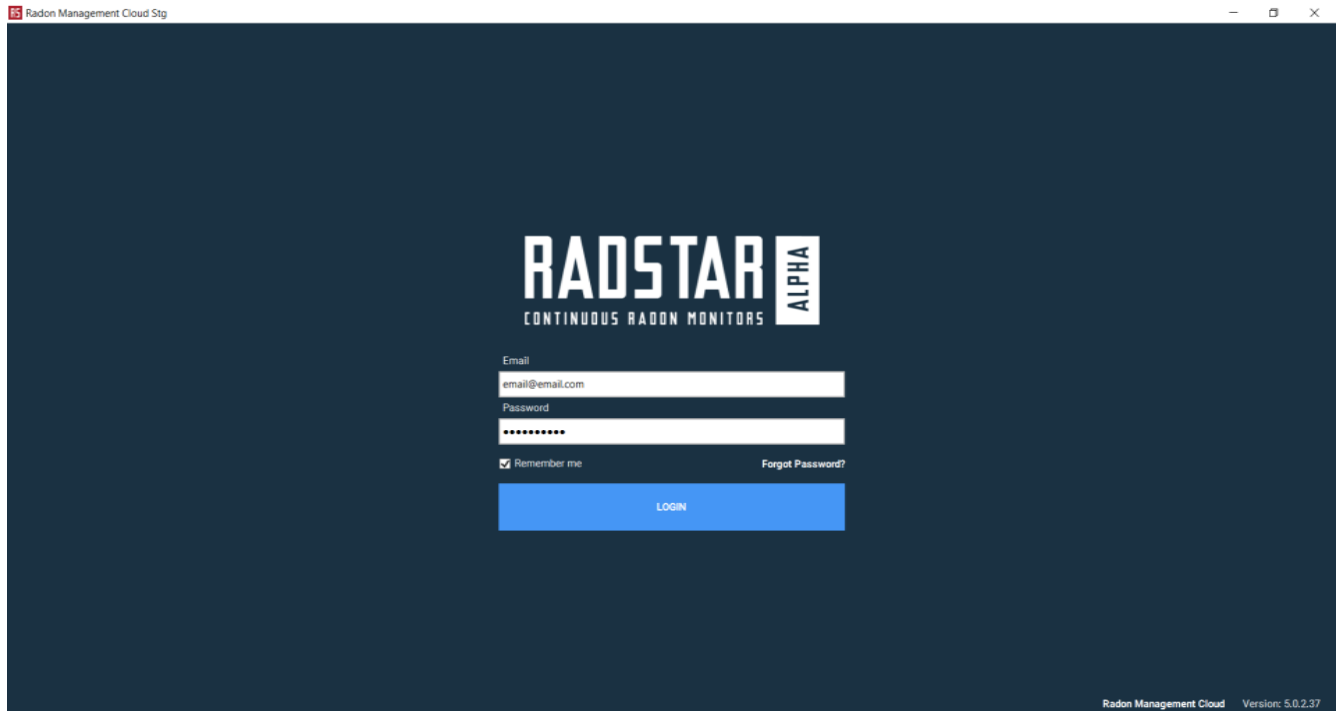 RS Radon Management Cloud Stg
RADSTAR ALPHA
CONTINUOUS RADON MONITORS
Email
email@email.com
Password
••••••••••
Remember me Forgot Password?
LOGIN
Radon Management Cloud Version: 5.0.2.37